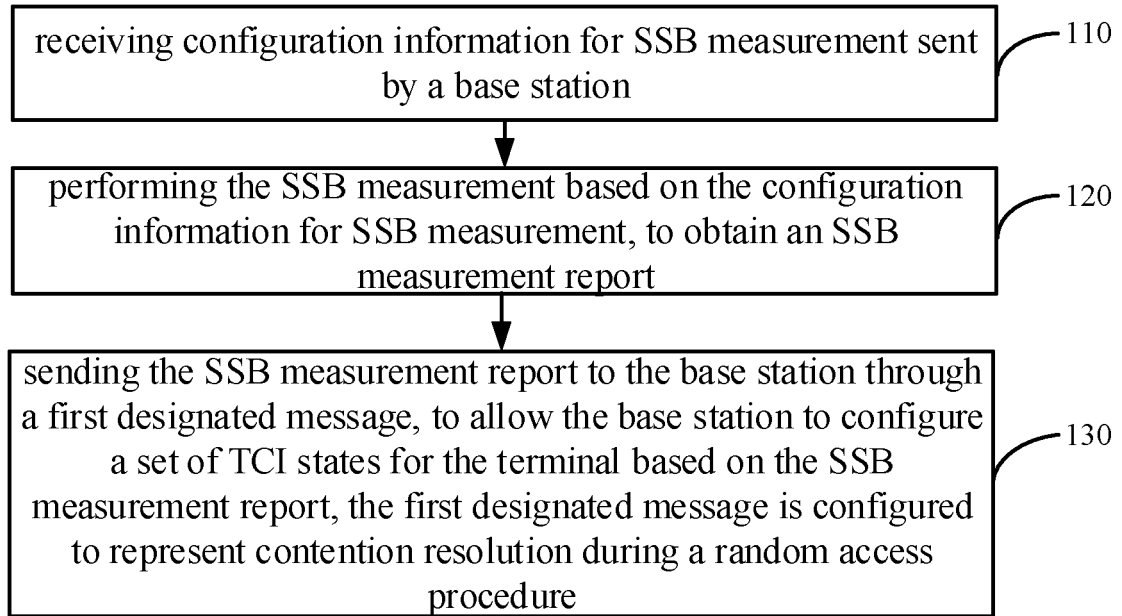 receiving configuration information for SSB measurement sent
by a base station
110
performing the SSB measurement based on the configuration
information for SSB measurement, to obtain an SSB
measurement report
120
sending the SSB measurement report to the base station through
a first designated message, to allow the base station to configure
a set of TCI states for the terminal based on the SSB
measurement report, the first designated message is configured
to represent contention resolution during a random access
procedure
130